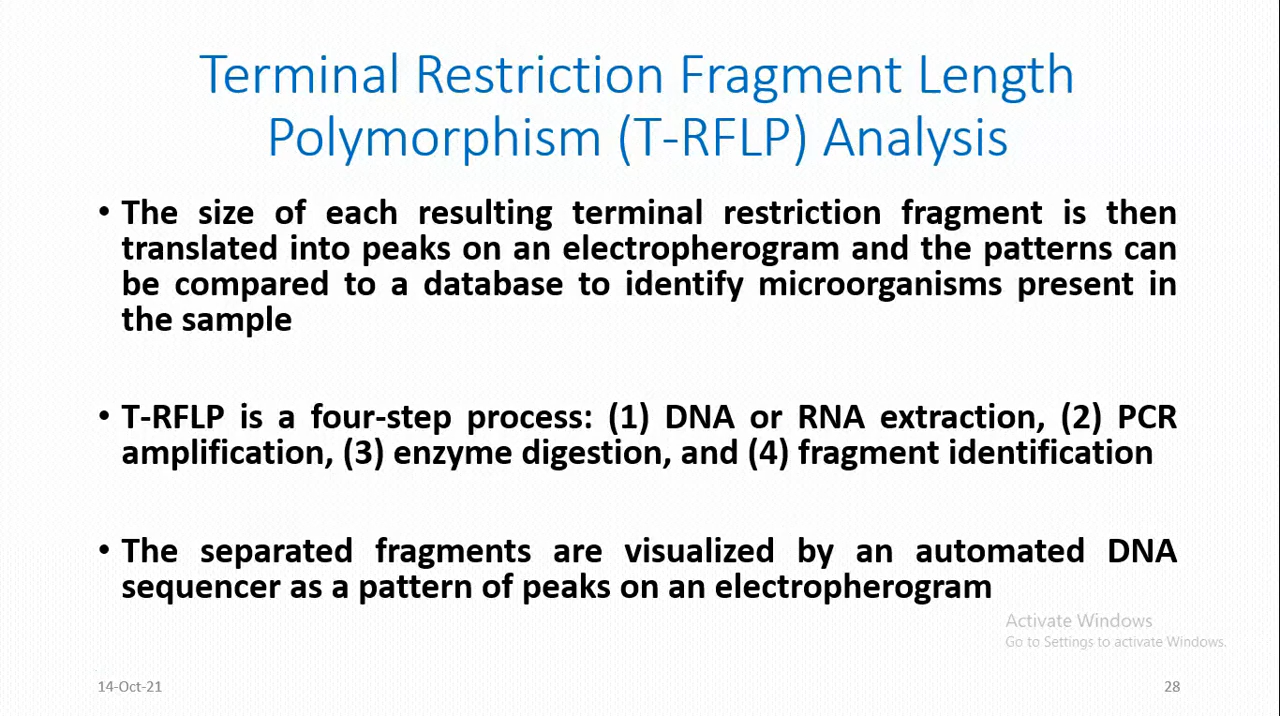 Terminal Restriction Fragment Length
Polymorphism (T-RFLP) Analysis
• The size of each resulting terminal restriction fragment is then
translated into peaks on an electropherogram and the patterns can
be compared to a database to identify microorganisms present in
the sample
• T-RFLP is a four-step process: (1) DNA or RNA extraction, (2) PCR
amplification, (3) enzyme digestion, and (4) fragment identification
• The separated fragments are visualized by an automated DNA
sequencer as a pattern of peaks on an electropherogram
Activate Windows
Go to Settings to activate Windows.
14-Oct-21
28